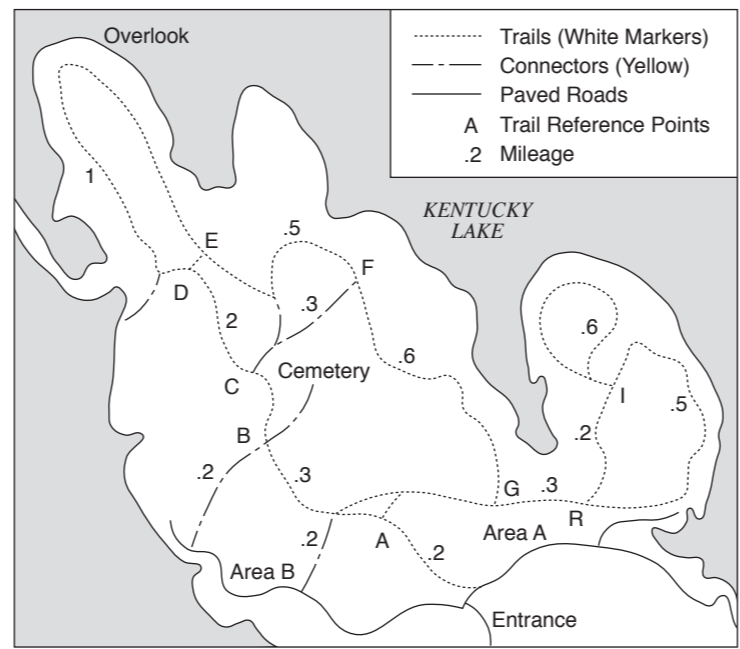 Overlook
Trails (White Markers)
Connectors (Yellow)
Paved Roads
A Trail Reference Points
.2 Mileage
1
KENTUCKY
LAKE
E
.5
D
F
.3
2
.6
.6
C
Cemetery
I
.5
B
.2
.2
.3
G
.3
R
.2
A
Area A
.2
Area B
Entrance